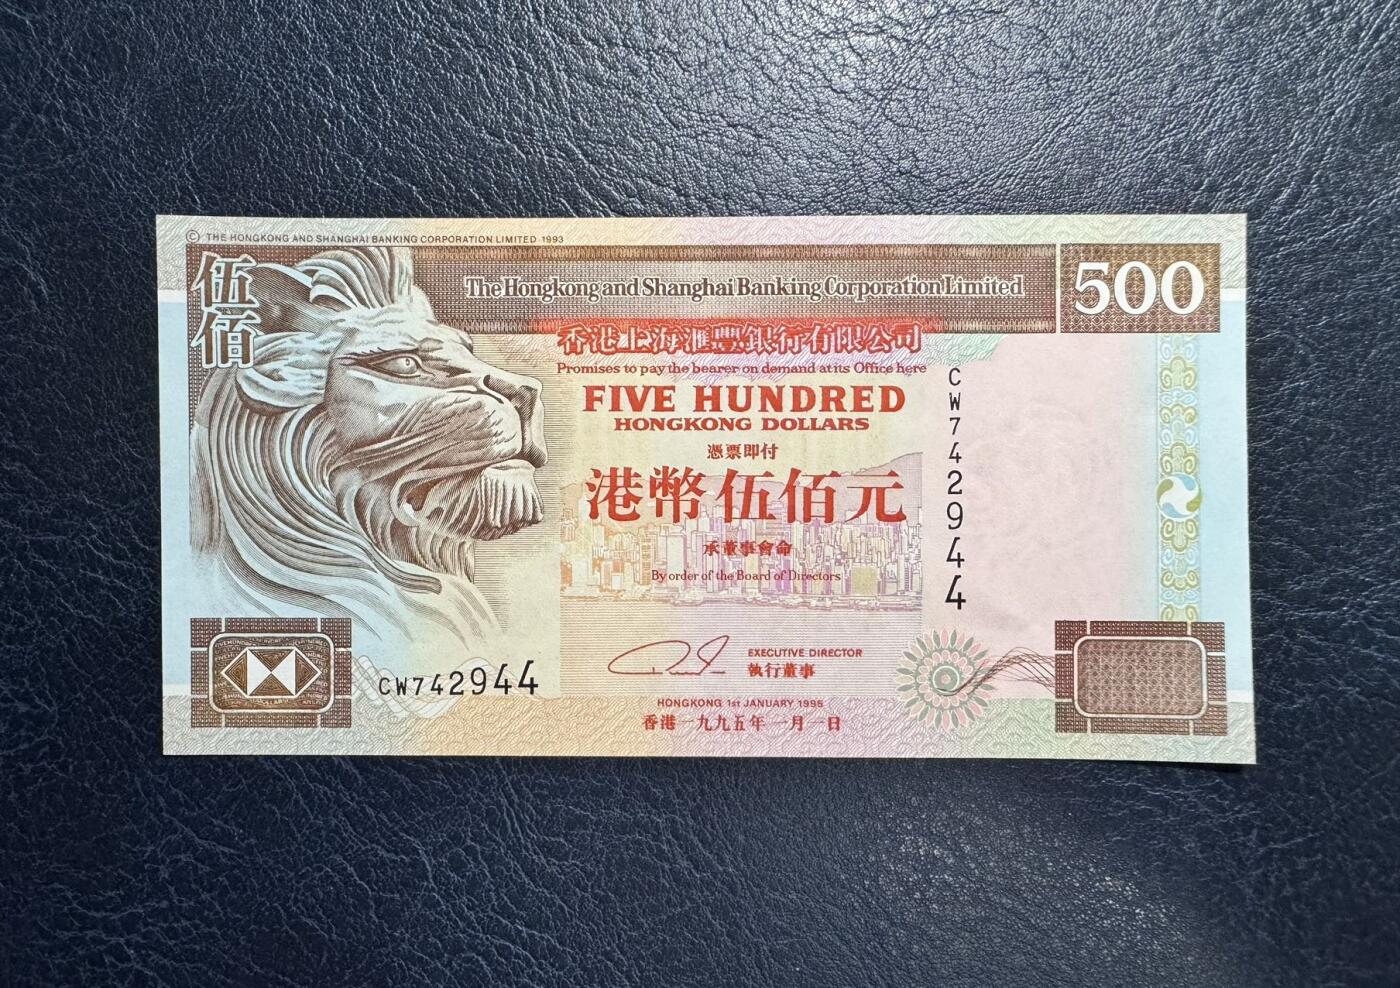 © THE HONGKONG AND SHANGHAI BANKING CORPORATION LIMITED 1993
伍佰
The Hongkong and Shanghai Banking Corporation Limited
500
香港上海滙豐銀行有限公司
Promises to pay the bearer on demand at its Office here
FIVE HUNDRED
HONGKONG DOLLARS
憑票即付
港幣伍佰元
承董事會命
By order of the Board of Directors
CW742944
EXECUTIVE DIRECTOR
執行董事
CW742944
HONGKONG 1st JANUARY 1995
香港一九九五年一月一日